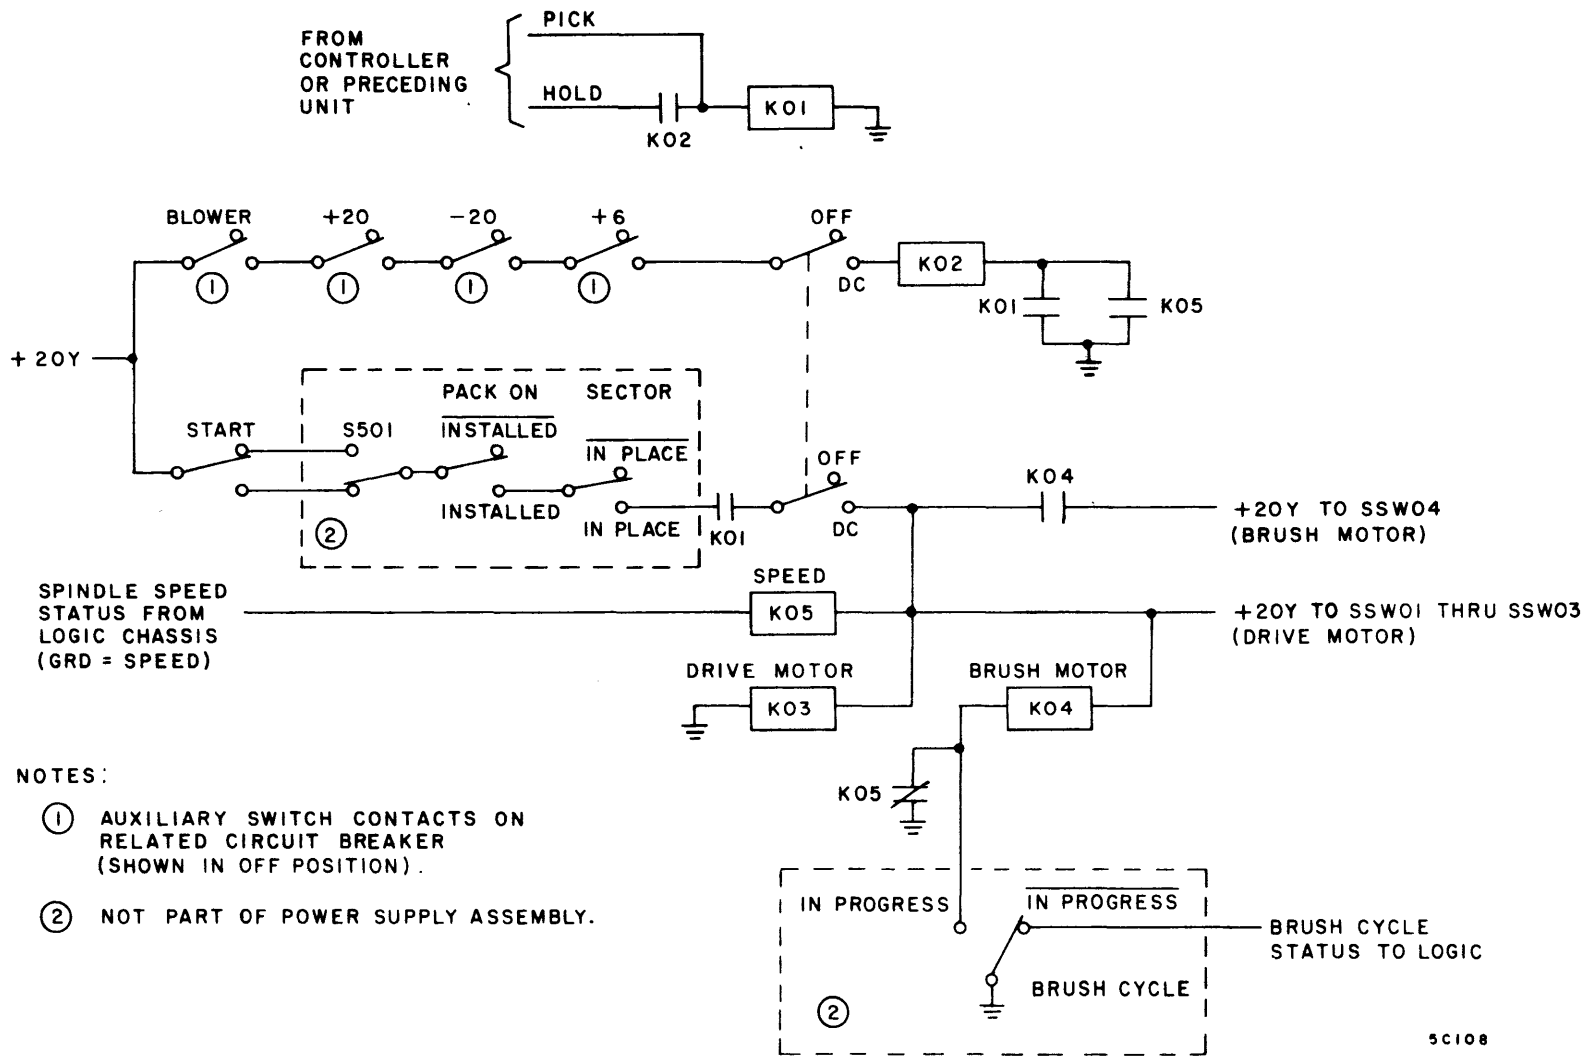 PICK
FROM
CONTROLLER
OR PRECEDING
UNIT
HOLD
K01
K02
BLOWER
+20
-20
+6
OFF
1
1
1
1
DC
K02
K01
K05
+20Y
PACK ON
SECTOR
START
S501
INSTALLED
IN PLACE
OFF
K04
INSTALLED
IN PLACE
K01
DC
2
+20Y TO SSW04
(BRUSH MOTOR)
SPINDLE SPEED
STATUS FROM
LOGIC CHASSIS
(GRD = SPEED)
SPEED
K05
+20Y TO SSW01 THRU SSW03
(DRIVE MOTOR)
DRIVE MOTOR
K03
BRUSH MOTOR
K04
K05
NOTES:
1 AUXILIARY SWITCH CONTACTS ON
RELATED CIRCUIT BREAKER
(SHOWN IN OFF POSITION).
2 NOT PART OF POWER SUPPLY ASSEMBLY.
IN PROGRESS
IN PROGRESS
BRUSH CYCLE
STATUS TO LOGIC
BRUSH CYCLE
2
5C108